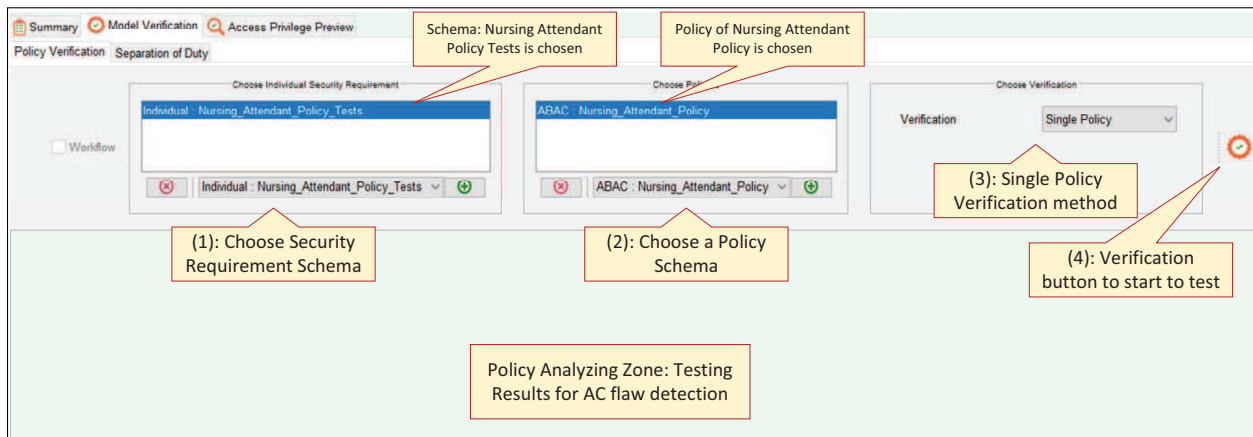 Summary Model Verification Access Privilege Preview
Policy Verification Separation of Duty
Schema: Nursing Attendant
Policy Tests is chosen
Policy of Nursing Attendant
Policy is chosen
Choose Individual Security Requirement
Individual : Nursing_Attendant_Policy_Tests
Workflow
Individual : Nursing_Attendant_Policy_Tests
Choose
ABAC : Nursing_Attendant_Policy
ABAC : Nursing_Attendant_Policy
Choose Verification
Verification Single Policy
(1): Choose Security
Requirement Schema
(2): Choose a Policy
Schema
(3): Single Policy
Verification method
(4): Verification
button to start to test
Policy Analyzing Zone: Testing
Results for AC flaw detection